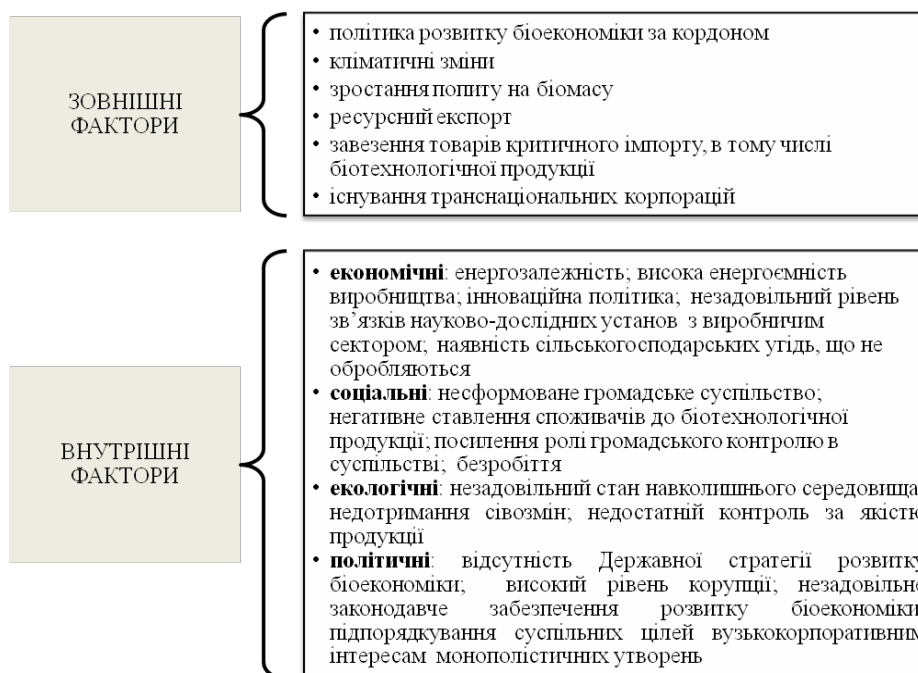 ЗОВНІШНІ
ФАКТОРИ
• політика розвитку біоекономіки за кордоном
• кліматичні зміни
• зростання попиту на біомасу
• ресурсний експорт
• завезення товарів критичного імпорту, в тому числі
біотехнологічної продукції
• існування транснаціональних корпорацій
ВНУТРІШНІ
ФАКТОРИ
• економічні: енергозалежність; висока енергоємність
виробництва; інноваційна політика; незадовільний рівень
зв’язків науково-дослідних установ з виробничим
сектором; наявність сільськогосподарських угідь, що не
обробляються
• соціальні: несформоване громадське суспільство;
негативне ставлення споживачів до біотехнологічної
продукції; посилення ролі громадського контролю в
суспільстві; безробіття
• екологічні: незадовільний стан навколишнього середовища
недотримання сівозмін; недостатній контроль за якістю
продукції
• політичні: відсутність Державної стратегії розвитку
біоекономіки; високий рівень корупції; незадовільне
законодавче забезпечення розвитку біоекономіки
підпорядкування суспільних цілей вузькокорпоративним
інтересам монополістичних утворень